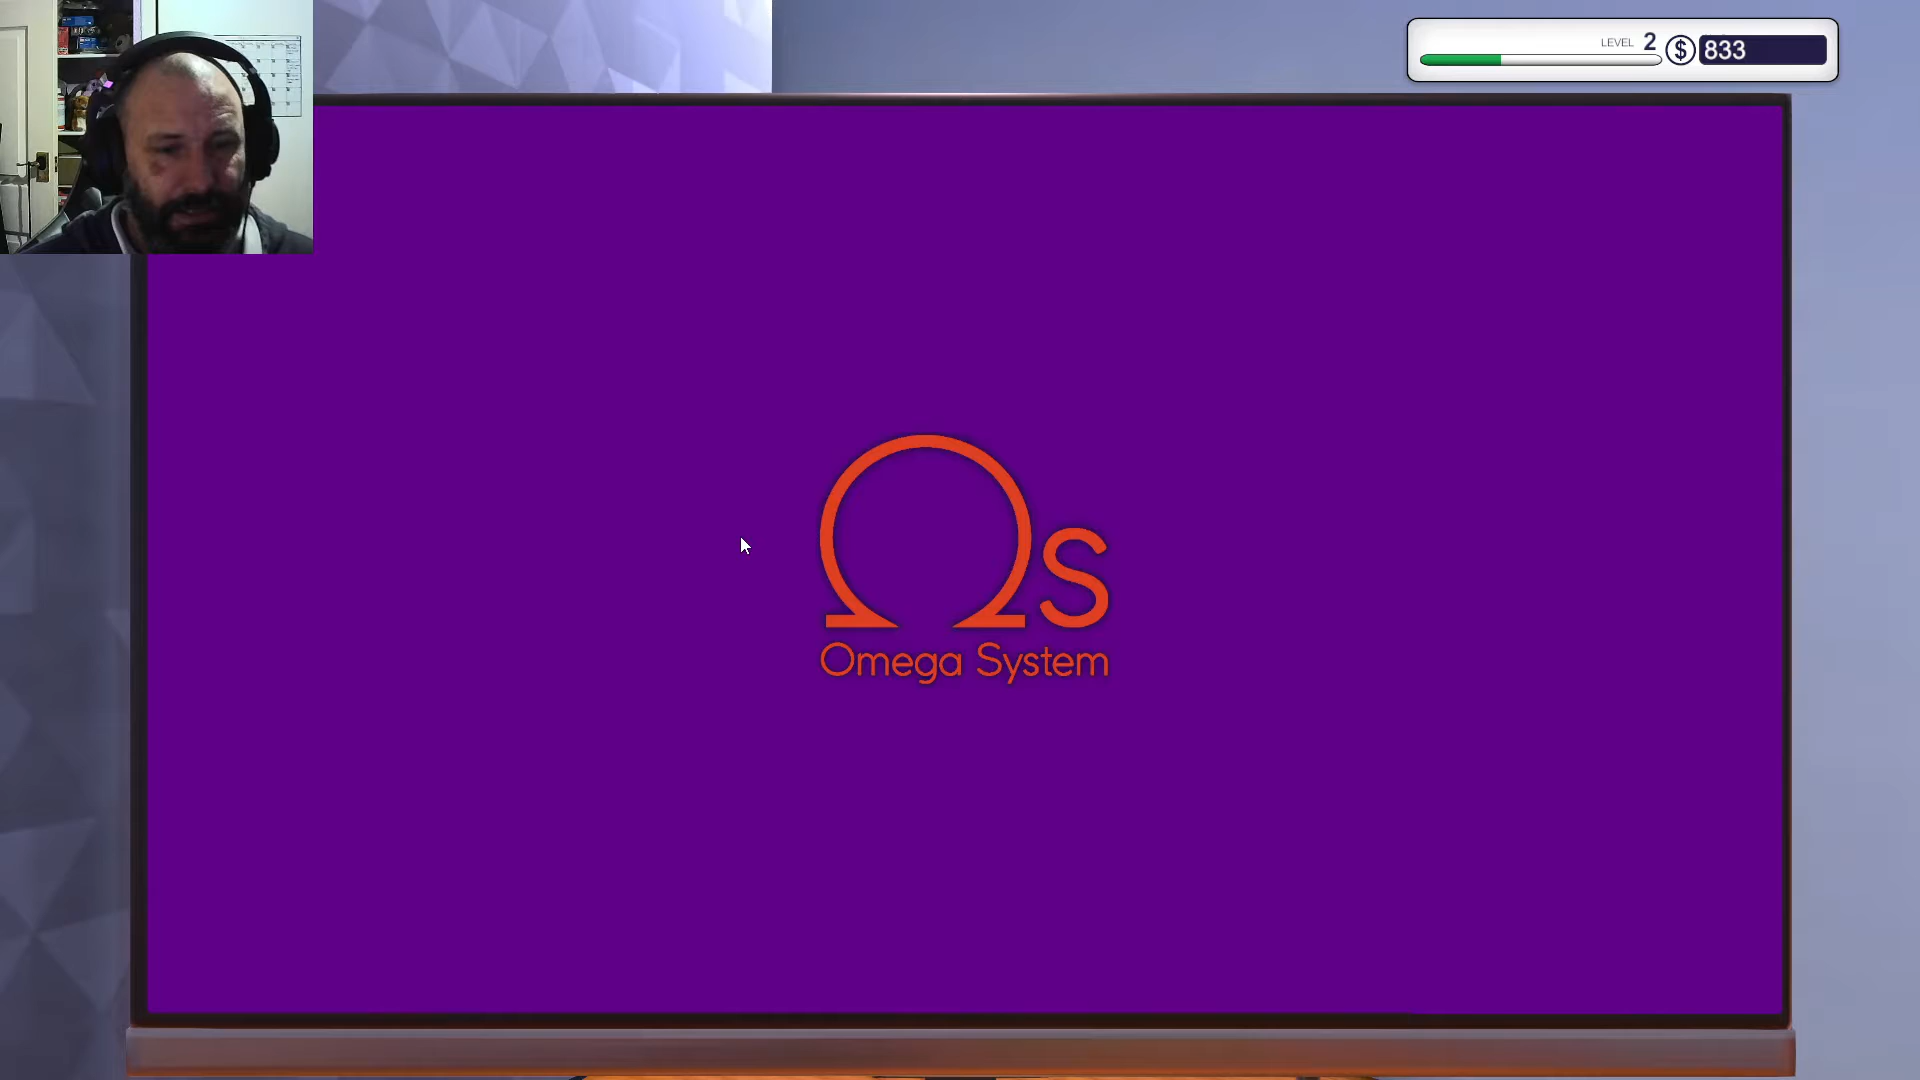 LEVEL 2 $ 833
Ωs
Omega System